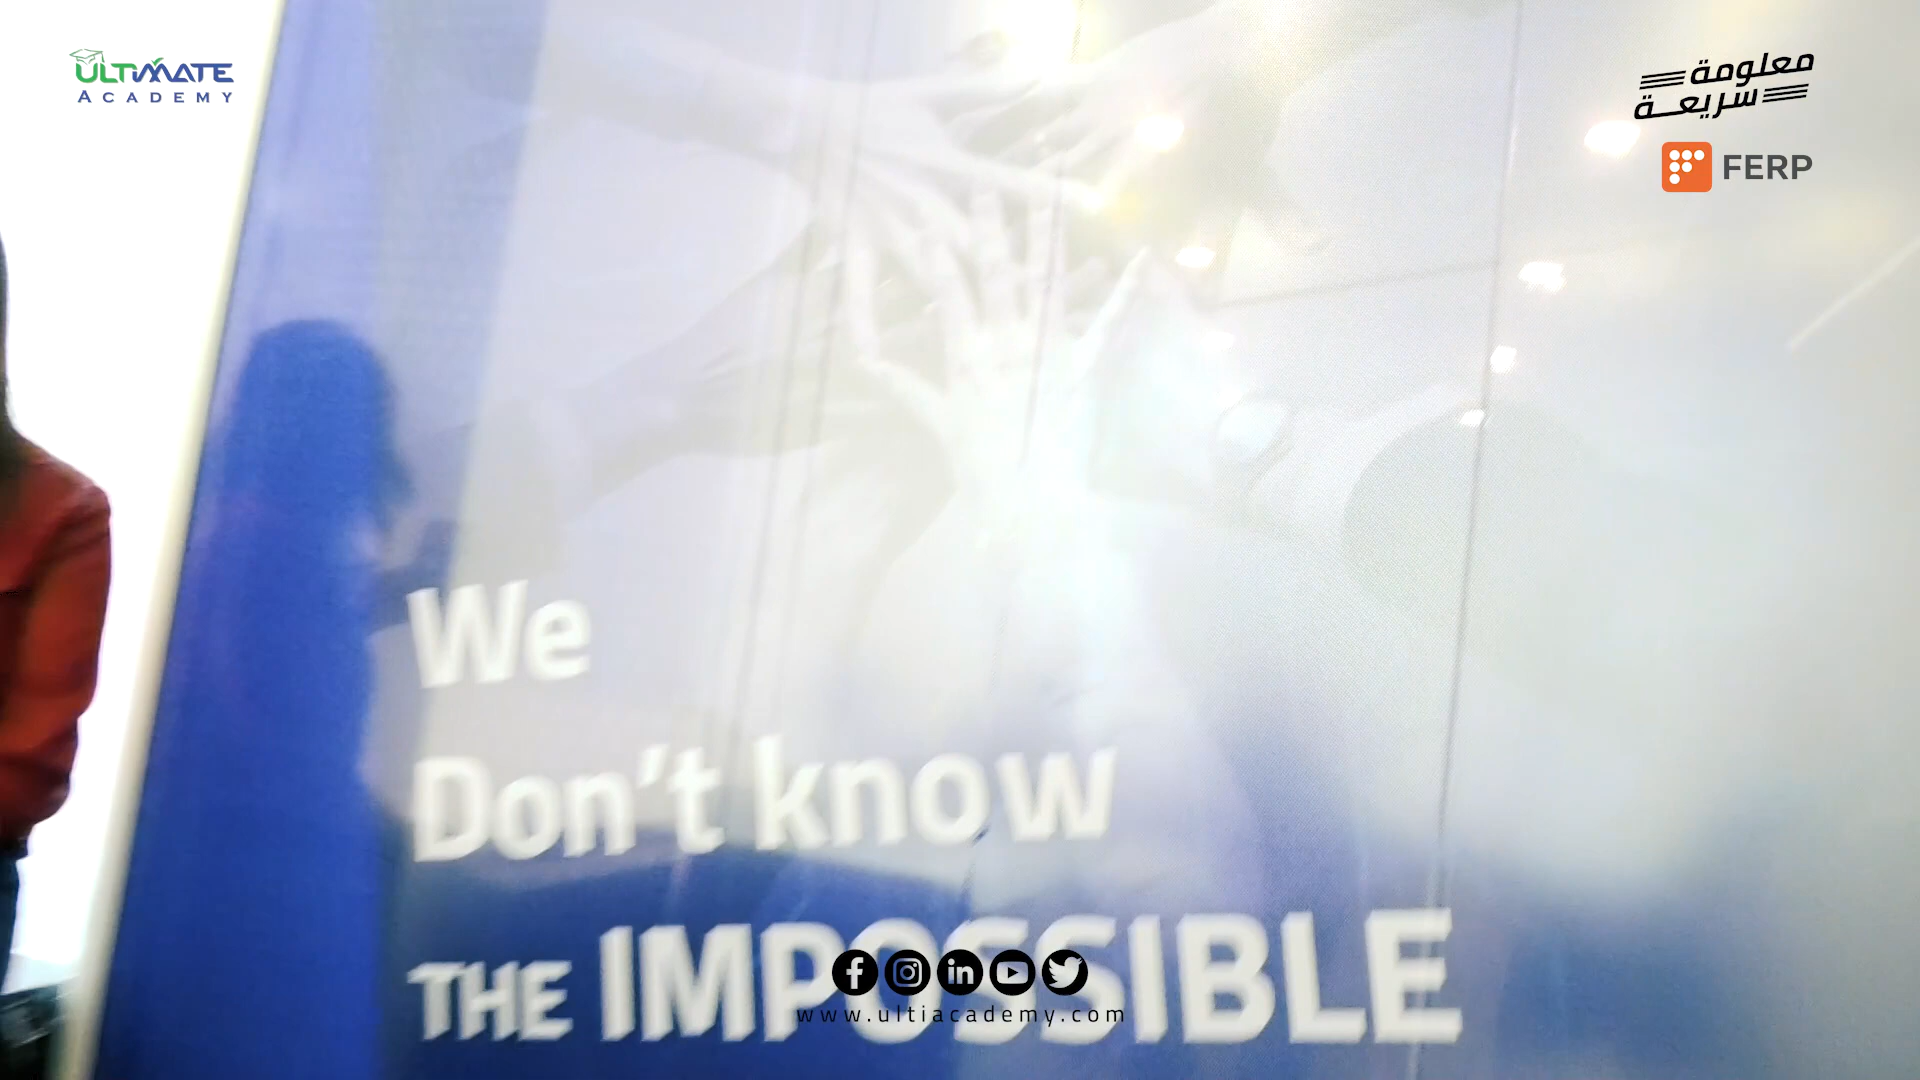 ULTIMATE
ACADEMY
معلومة
سريعة
FERP
We
Don't know
THE IMPOSSIBLE
www.ultiacademy.com